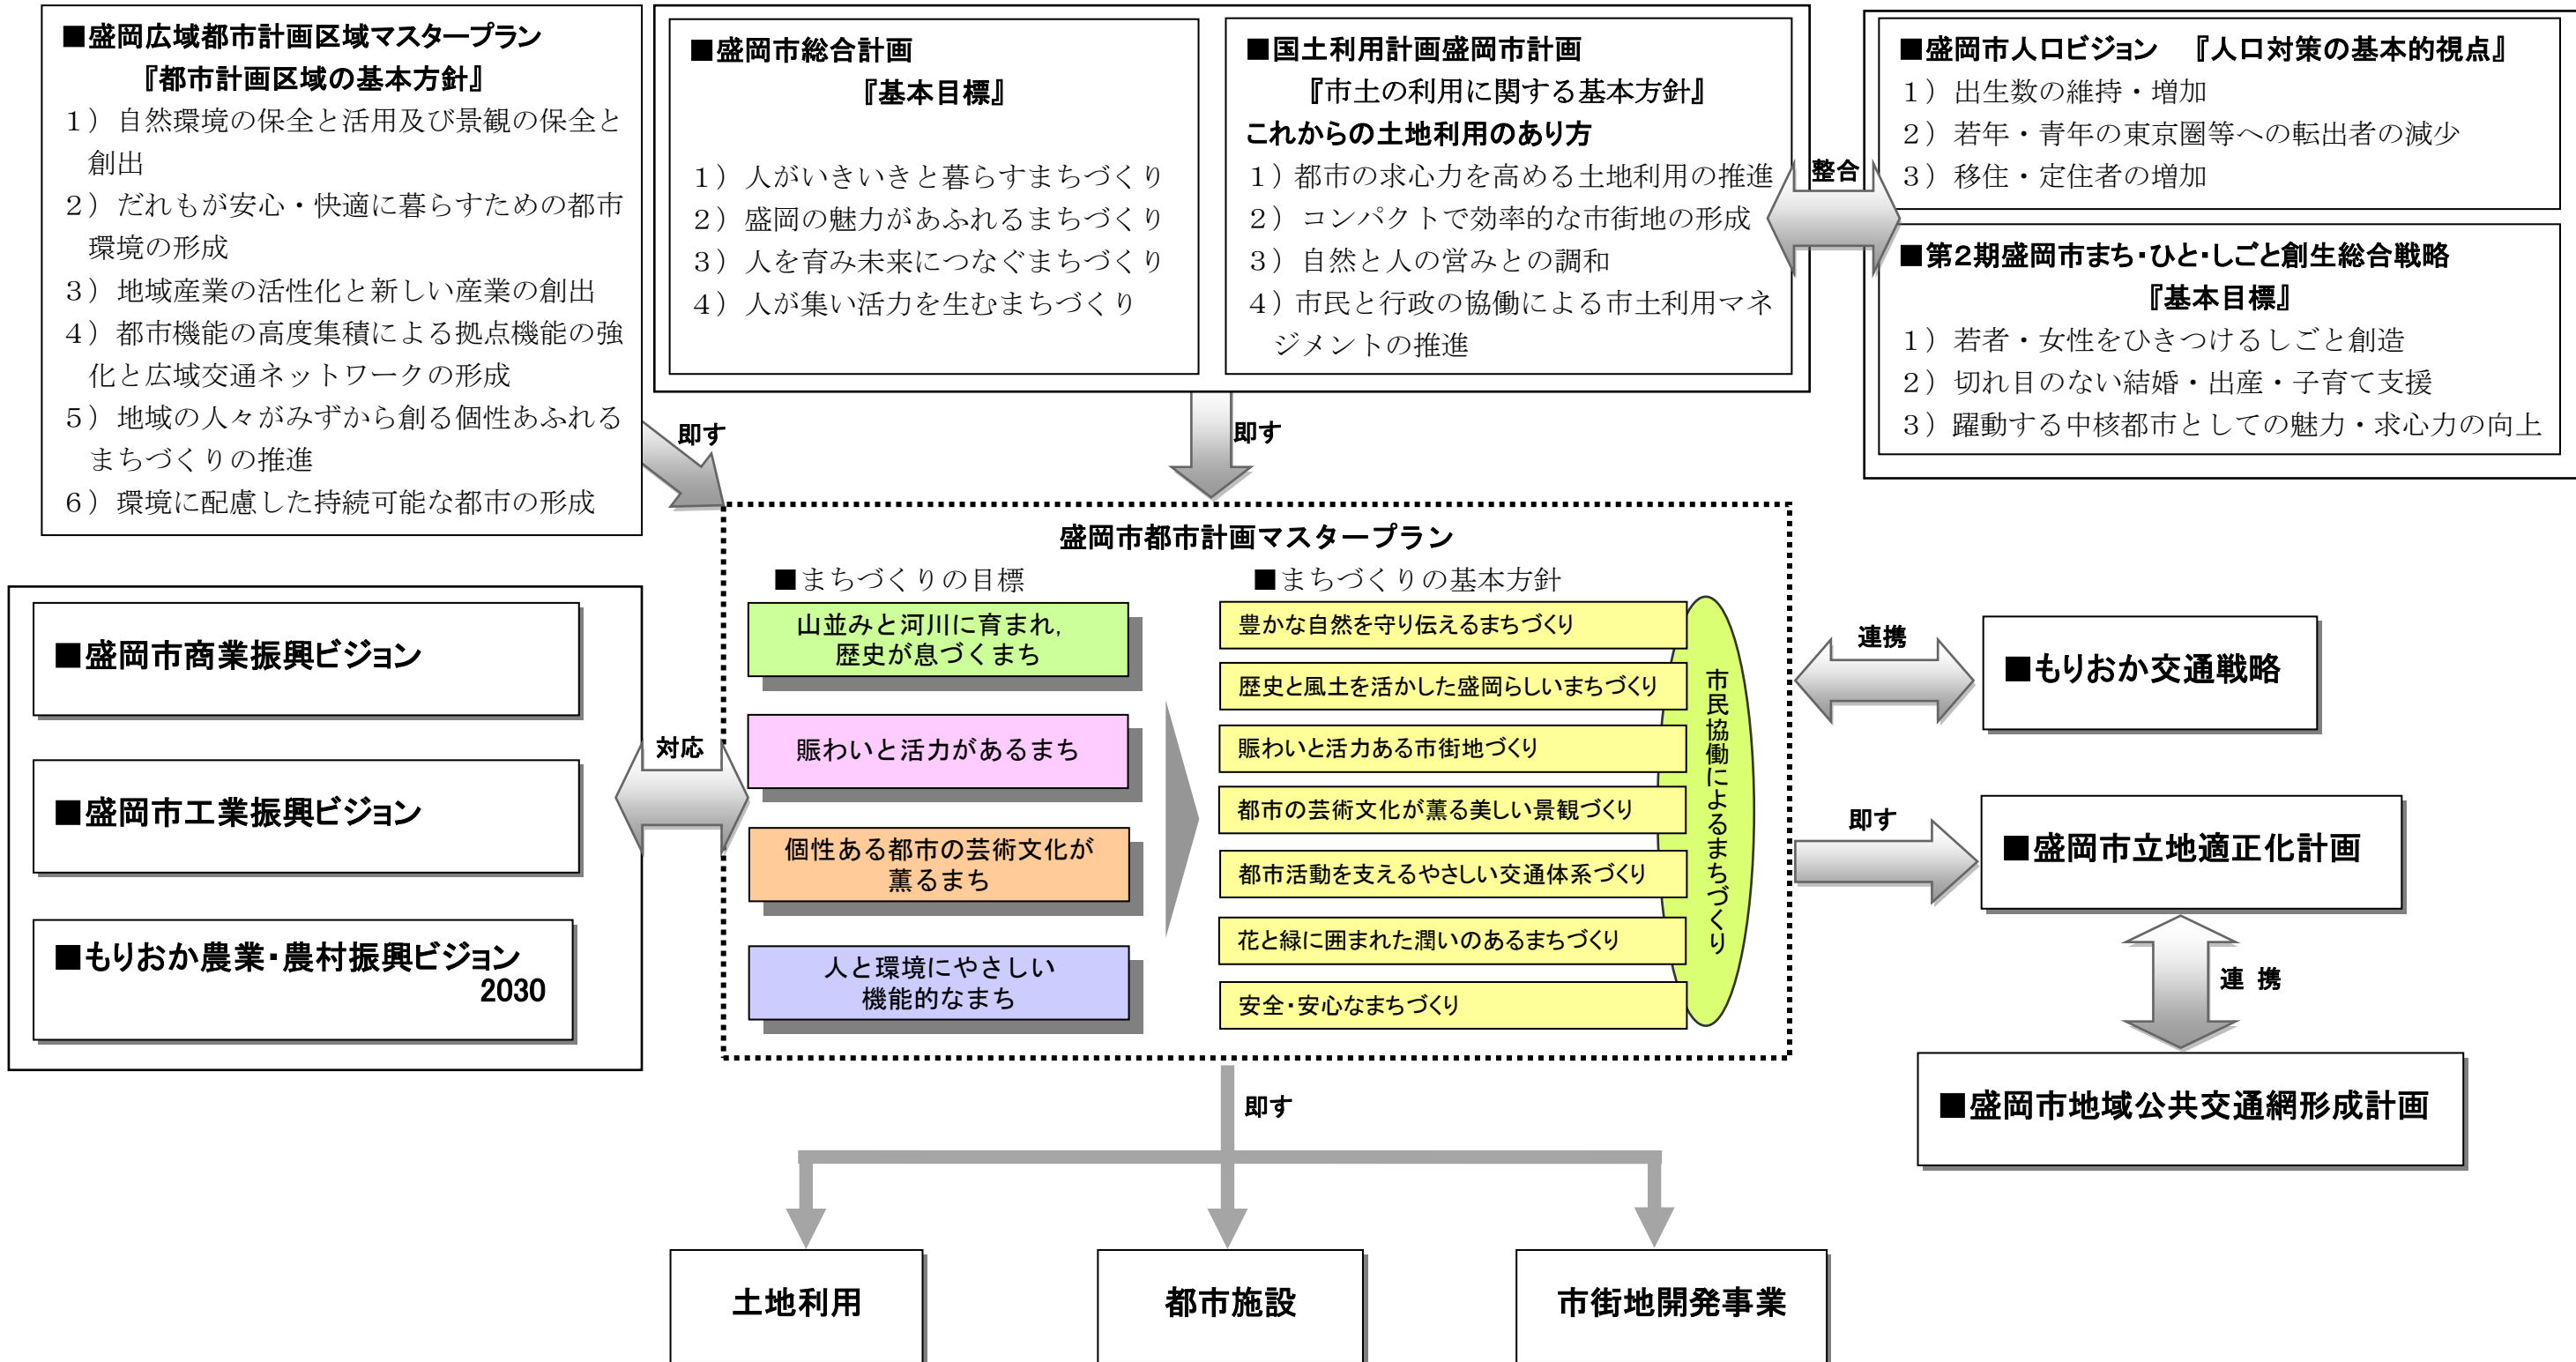 ■盛岡広域都市計画区域マスタープラン
『都市計画区域の基本方針』
１）自然環境の保全と活用及び景観の保全と
創出
２）だれもが安心・快適に暮らすための都市
環境の形成
３）地域産業の活性化と新しい産業の創出
４）都市機能の高度集積による拠点機能の強
化と広域交通ネットワークの形成
５）地域の人々がみずから創る個性あふれる
まちづくりの推進
６）環境に配慮した持続可能な都市の形成
■盛岡市総合計画
『基本目標』
１）人がいきいきと暮らすまちづくり
２）盛岡の魅力があふれるまちづくり
３）人を育み未来につなぐまちづくり
４）人が集い活力を生むまちづくり
■国土利用計画盛岡市計画
『市土の利用に関する基本方針』
これからの土地利用のあり方
１）都市の求心力を高める土地利用の推進
２）コンパクトで効率的な市街地の形成
３）自然と人の営みとの調和
４）市民と行政の協働による市土利用マネ
ジメントの推進
整合
■盛岡市人口ビジョン　『人口対策の基本的視点』
１）出生数の維持・増加
２）若年・青年の東京圏等への転出者の減少
３）移住・定住者の増加
■第２期盛岡市まち・ひと・しごと創生総合戦略
『基本目標』
１）若者・女性をひきつけるしごと創造
２）切れ目のない結婚・出産・子育て支援
３）躍動する中核都市としての魅力・求心力の向上
即す
即す
盛岡市都市計画マスタープラン
■まちづくりの目標
山並みと河川に育まれ，
歴史が息づくまち
賑わいと活力があるまち
個性ある都市の芸術文化が
薫るまち
人と環境にやさしい
機能的なまち
■まちづくりの基本方針
豊かな自然を守り伝えるまちづくり
歴史と風土を活かした盛岡らしいまちづくり
賑わいと活力ある市街地づくり
都市の芸術文化が薫る美しい景観づくり
都市活動を支えるやさしい交通体系づくり
花と緑に囲まれた潤いのあるまちづくり
安全・安心なまちづくり
市民協働によるまちづくり
■盛岡市商業振興ビジョン
■盛岡市工業振興ビジョン
■もりおか農業・農村振興ビジョン
2030
対応
連携
■もりおか交通戦略
即す
■盛岡市立地適正化計画
連 携
■盛岡市地域公共交通網形成計画
即す
土地利用
都市施設
市街地開発事業